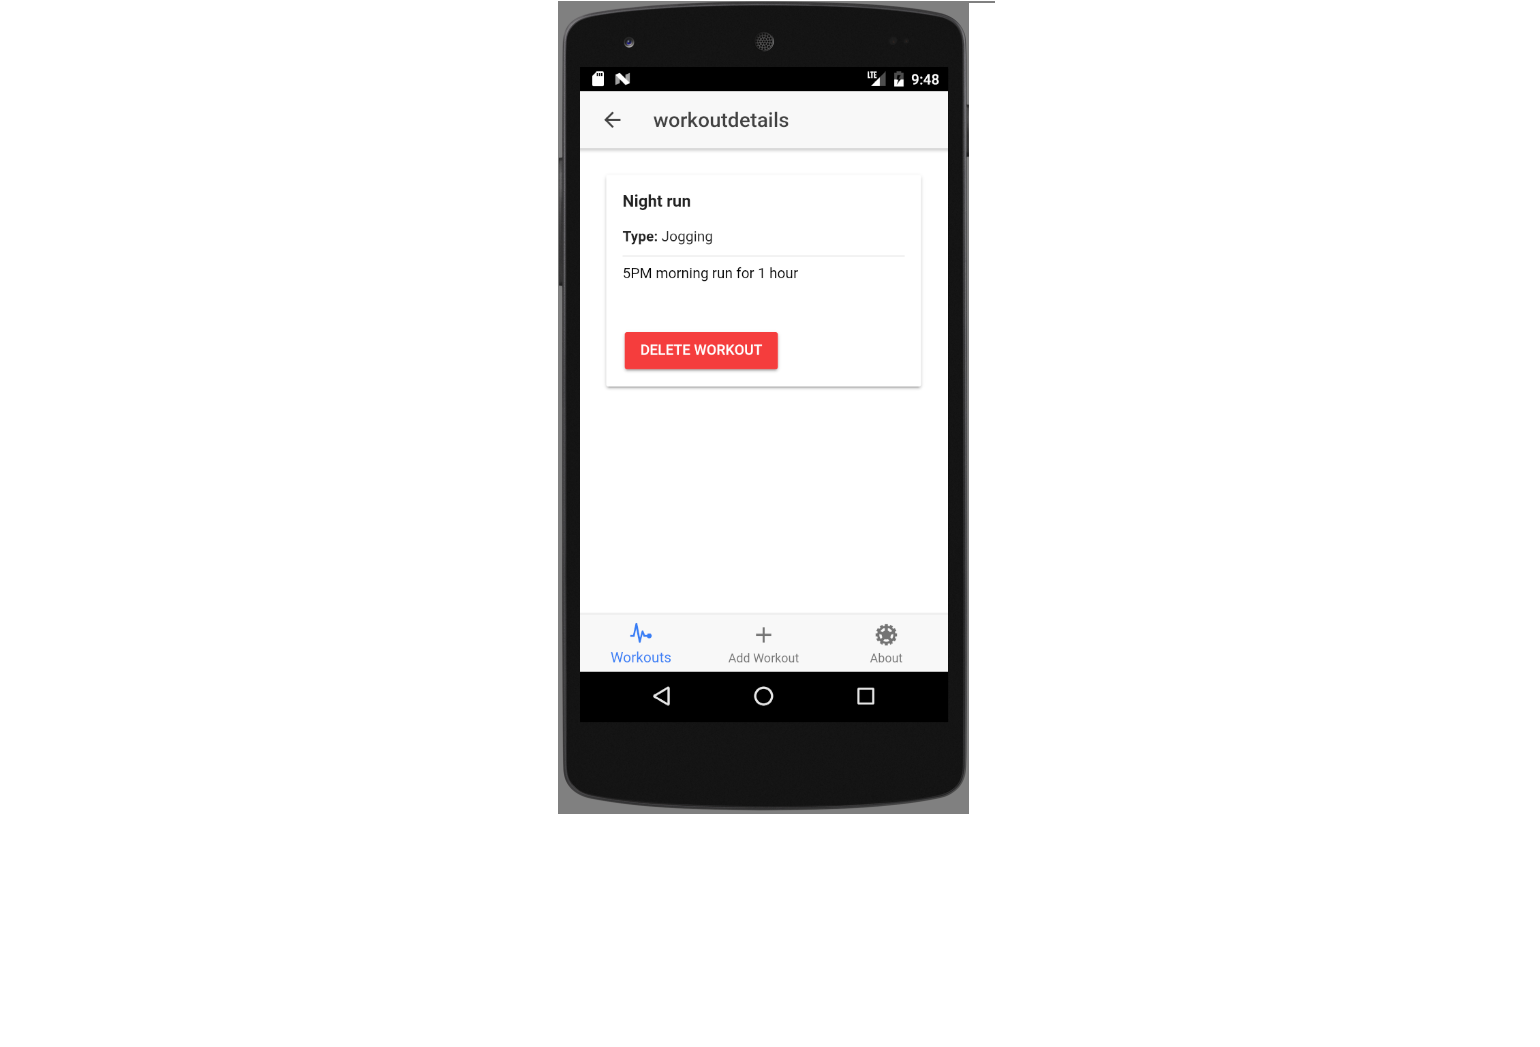 LTE 9:48
workoutdetails
Night run
Type: Jogging
5PM morning run for 1 hour
DELETE WORKOUT
Workouts Add Workout About